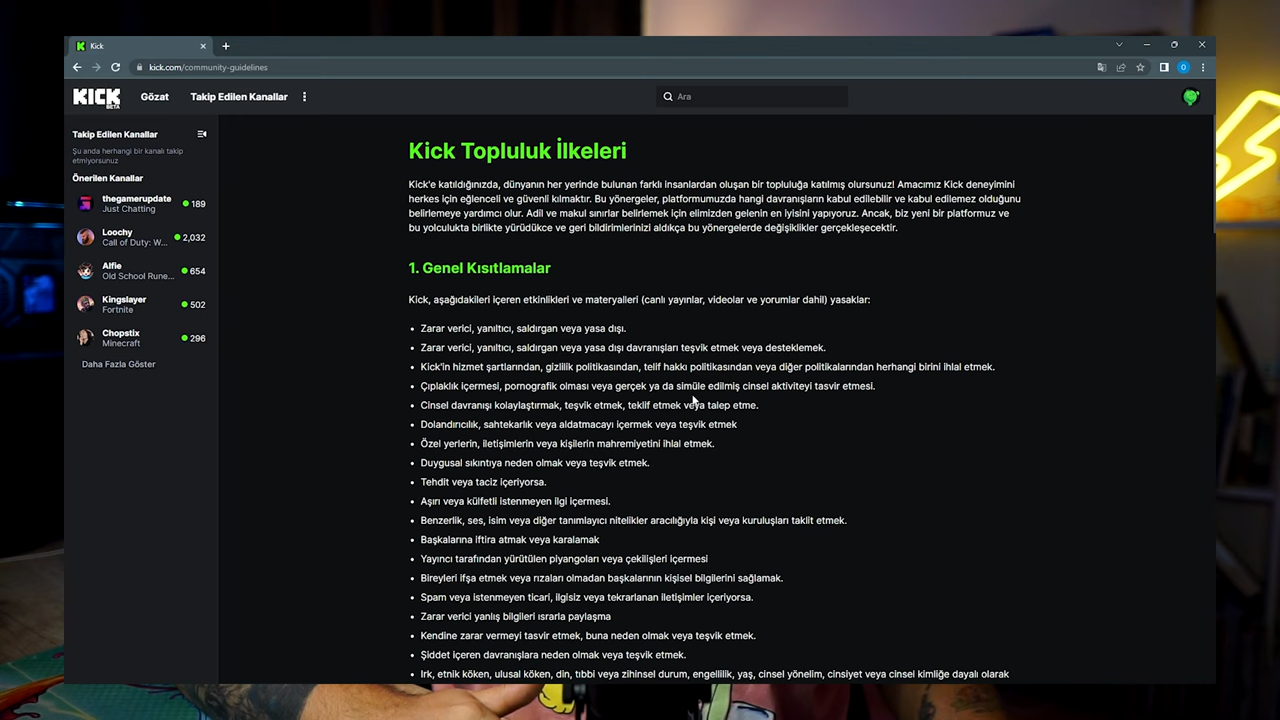 Kick
kick.com/community-guidelines
O
KICK
BETA
Gözat
Takip Edilen Kanallar
Ara
Takip Edilen Kanallar
Şu anda herhangi bir kanalı takip
etmiyorsunuz
Önerilen Kanallar
thegamerupdate
189
Just Chatting
Loochy
2,032
Call of Duty: W...
Alfie
654
Old School Rune...
Kingslayer
502
Fortnite
Chopstix
296
Minecraft
Daha Fazla Göster
Kick Topluluk İlkeleri
Kick'e katıldığınızda, dünyanın her yerinde bulunan farklı insanlardan oluşan bir topluluğa katılmış olursunuz! Amacımız Kick deneyimini
herkes için eğlenceli ve güvenli kılmaktır. Bu yönergeler, platformumuzda hangi davranışların kabul edilebilir ve kabul edilemez olduğunu
belirlemeye yardımcı olur. Adil ve makul sınırlar belirlemek için elimizden gelenin en iyisini yapıyoruz. Ancak, biz yeni bir platformuz ve
bu yolculukta birlikte yürüdükce ve geri bildirimlerinizi aldıkça bu yönergelerde değişiklikler gerçekleşecektir.
1. Genel Kısıtlamalar
Kick, aşağıdakileri içeren etkinlikleri ve materyalleri (canlı yayınlar, videolar ve yorumlar dahil) yasaklar:
• Zarar verici, yanıltıcı, saldırgan veya yasa dışı.
• Zarar verici, yanıltıcı, saldırgan veya yasa dışı davranışları teşvik etmek veya desteklemek.
• Kick'in hizmet şartlarından, gizlilik politikasından, telif hakkı politikasından veya diğer politikalarından herhangi birini ihlal etmek.
• Çıplaklık içermesi, pornografik olması veya gerçek ya da simüle edilmiş cinsel aktiviteyi tasvir etmesi.
• Cinsel davranışı kolaylaştırmak, teşvik etmek, teklif etmek veya talep etme.
• Dolandırıcılık, sahtekarlık veya aldatmacayı içermek veya teşvik etmek
• Özel yerlerin, iletişimlerin veya kişilerin mahremiyetini ihlal etmek.
• Duygusal sıkıntıya neden olmak veya teşvik etmek.
• Tehdit veya taciz içeriyorsa.
• Aşırı veya külfetli istenmeyen ilgi içermesi.
• Benzerlik, ses, isim veya diğer tanımlayıcı nitelikler aracılığıyla kişi veya kuruluşları taklit etmek.
• Başkalarına iftira atmak veya karalamak
• Yayıncı tarafından yürütülen piyangoları veya çekilişleri içermesi
• Bireyleri ifşa etmek veya rızaları olmadan başkalarının kişisel bilgilerini sağlamak.
• Spam veya istenmeyen ticari, ilgisiz veya tekrarlanan iletişimler içeriyorsa.
• Zarar verici yanlış bilgileri ısrarla paylaşma
• Kendine zarar vermeyi tasvir etmek, buna neden olmak veya teşvik etmek.
• Şiddet içeren davranışlara neden olmak veya teşvik etmek.
• Irk, etnik köken, ulusal köken, din, tıbbi veya zihinsel durum, engellilik, yaş, cinsel yönelim, cinsiyet veya cinsel kimliğe dayalı olarak